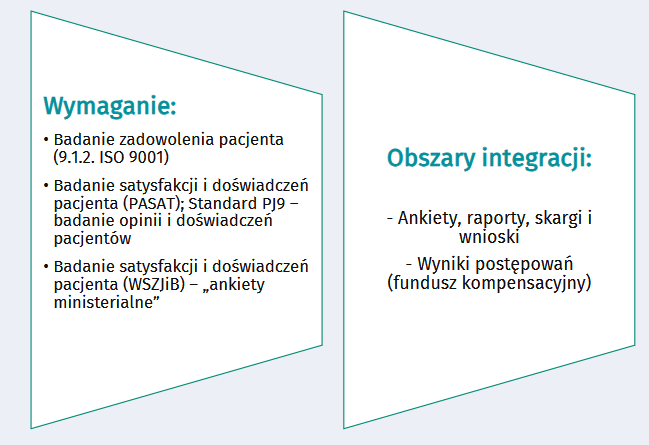 Wymaganie:
• Badanie zadowolenia pacjenta
(9.1.2. ISO 9001)
• Badanie satysfakcji i doświadczeń
pacjenta (PASAT); Standard PJ9 –
badanie opinii i doświadczeń
pacjentów
• Badanie satysfakcji i doświadczeń
pacjenta (WSZJiB) – „ankiety
ministerialne”
Obszary integracji:
- Ankiety, raporty, skargi i
wnioski
- Wyniki postępowań
(fundusz kompensacyjny)